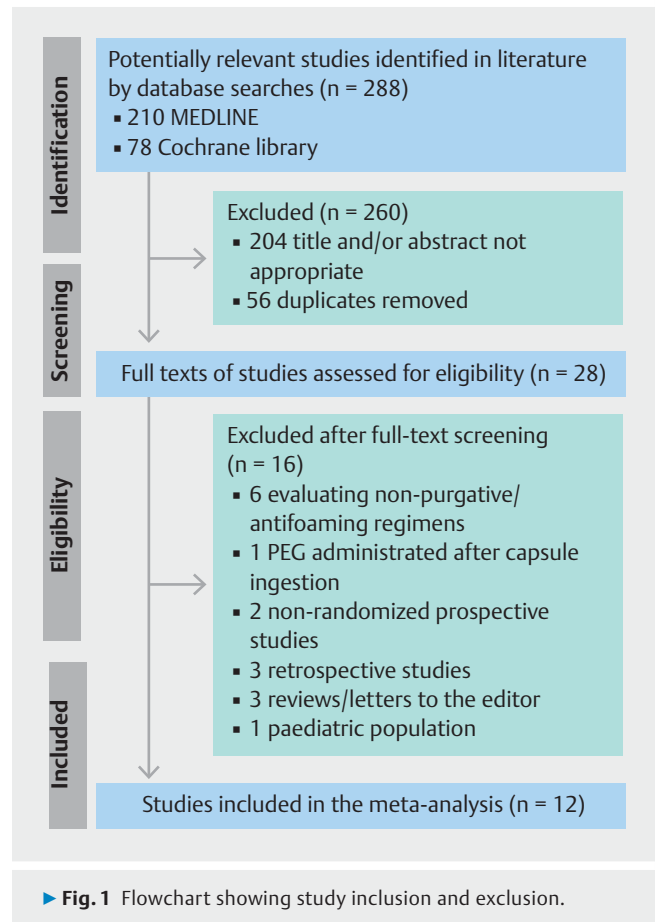 Identification
Potentially relevant studies identified in literature
by database searches (n = 288)
▪ 210 MEDLINE
▪ 78 Cochrane library
Excluded (n = 260)
▪ 204 title and/or abstract not
appropriate
▪ 56 duplicates removed
Screening
Full texts of studies assessed for eligibility (n = 28)
Eligibility
Excluded after full-text screening
(n = 16)
▪ 6 evaluating non-purgative/
antifoaming regimens
▪ 1 PEG administrated after capsule
ingestion
▪ 2 non-randomized prospective
studies
▪ 3 retrospective studies
▪ 3 reviews/letters to the editor
▪ 1 paediatric population
Included
Studies included in the meta-analysis (n = 12)
▶ Fig. 1 Flowchart showing study inclusion and exclusion.